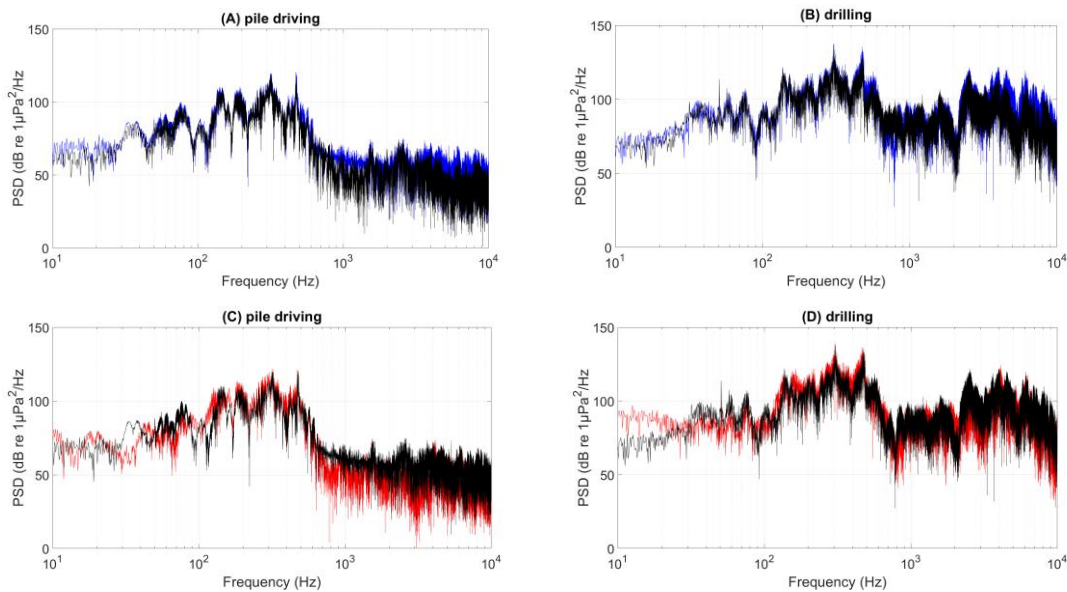 (A) pile driving
150
100
50
0
PSD (dB re 1µPa²/Hz
10¹ 10² 10³ 10⁴
Frequency (Hz)
(B) drilling
150
100
50
0
PSD (dB re 1µPa²/Hz
10¹ 10² 10³ 10⁴
Frequency (Hz)
(C) pile driving
150
100
50
0
PSD (dB re 1µPa²/Hz
10¹ 10² 10³ 10⁴
Frequency (Hz)
(D) drilling
150
100
50
0
PSD (dB re 1µPa²/Hz
10¹ 10² 10³ 10⁴
Frequency (Hz)